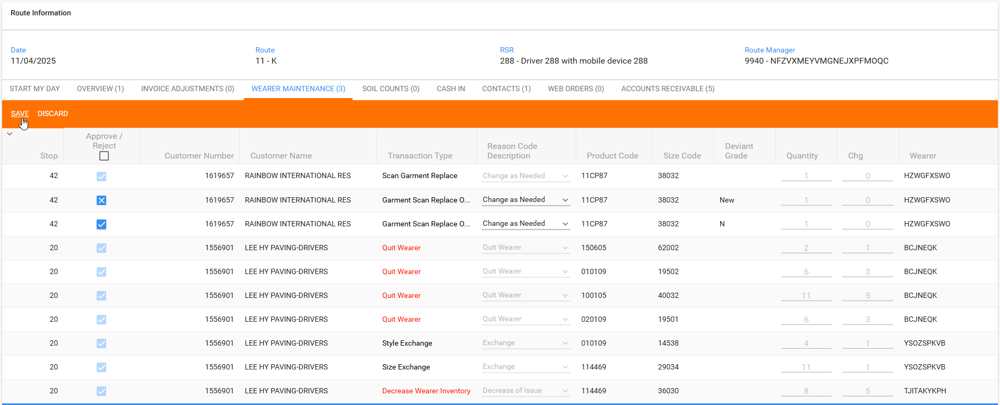 Route Information
Date Route RSR Route Manager
11/04/2025 11 - K 288 - Driver 288 with mobile device 288 9940 - NFZVXMEYVMGNEJXPFMOQC
START MY DAY OVERVIEW (1) INVOICE ADJUSTMENTS (0) WEARER MAINTENANCE (3) SOIL COUNTS (0) CASH IN CONTACTS (1) WEB ORDERS (0) ACCOUNTS RECEIVABLE (5)
SAVE DISCARD
Stop Approve / Reject Customer Number Customer Name Transaction Type Reason Code Description Product Code Size Code Deviant Grade Quantity Chg Wearer
42 1619657 RAINBOW INTERNATIONAL RES Scan Garment Replace Change as Needed 11CP87 38032 1 0 HZWGFXSWO
42 1619657 RAINBOW INTERNATIONAL RES Garment Scan Replace O... Change as Needed 11CP87 38032 New 1 0 HZWGFXSWO
42 1619657 RAINBOW INTERNATIONAL RES Garment Scan Replace O... Change as Needed 11CP87 38032 N 1 0 HZWGFXSWO
20 1556901 LEE HY PAVING-DRIVERS Quit Wearer Quit Wearer 150605 62002 2 1 BCJNEQK
20 1556901 LEE HY PAVING-DRIVERS Quit Wearer Quit Wearer 010109 19502 6 3 BCJNEQK
20 1556901 LEE HY PAVING-DRIVERS Quit Wearer Quit Wearer 100105 40032 11 5 BCJNEQK
20 1556901 LEE HY PAVING-DRIVERS Quit Wearer Quit Wearer 020109 19501 6 3 BCJNEQK
20 1556901 LEE HY PAVING-DRIVERS Style Exchange Exchange 010109 14538 4 1 YSOZSPKVB
20 1556901 LEE HY PAVING-DRIVERS Size Exchange Exchange 114469 29034 11 1 YSOZSPKVB
20 1556901 LEE HY PAVING-DRIVERS Decrease Wearer Inventory Decrease of Issue 114469 36030 8 5 TJITAKYKPH